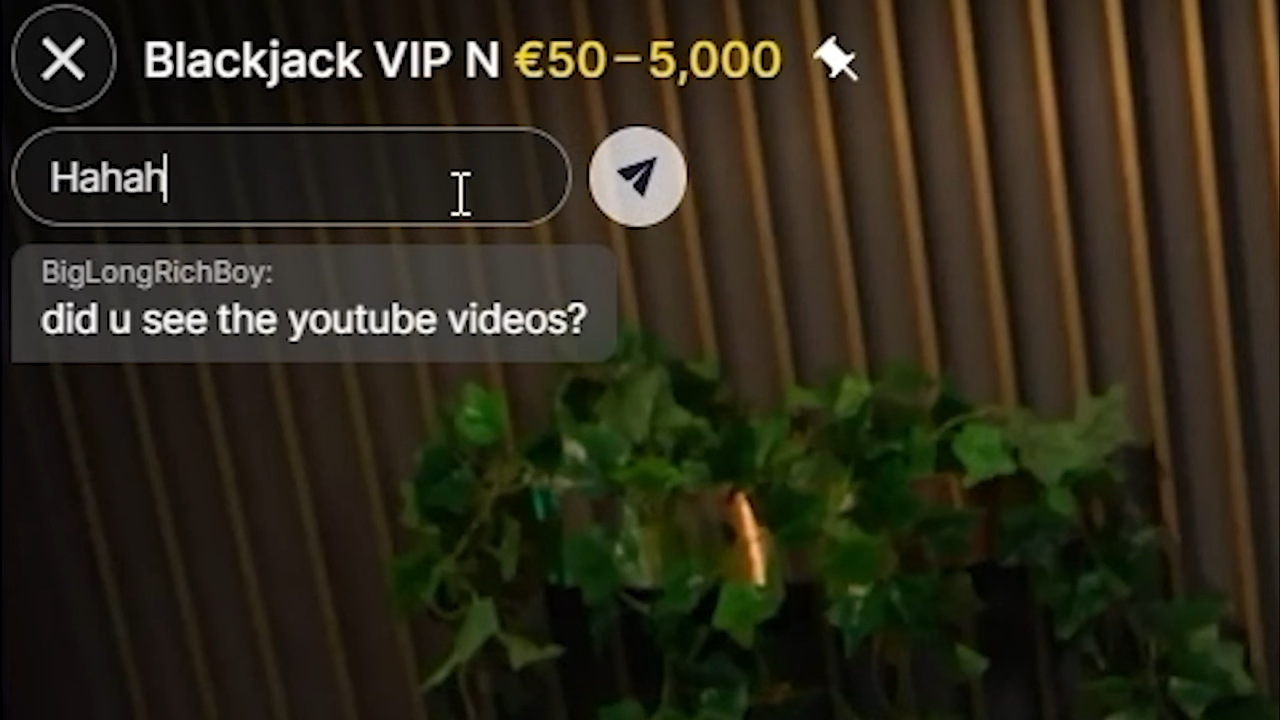 Blackjack VIP N €50–5,000
Hahah
BigLongRichBoy:
did u see the youtube videos?